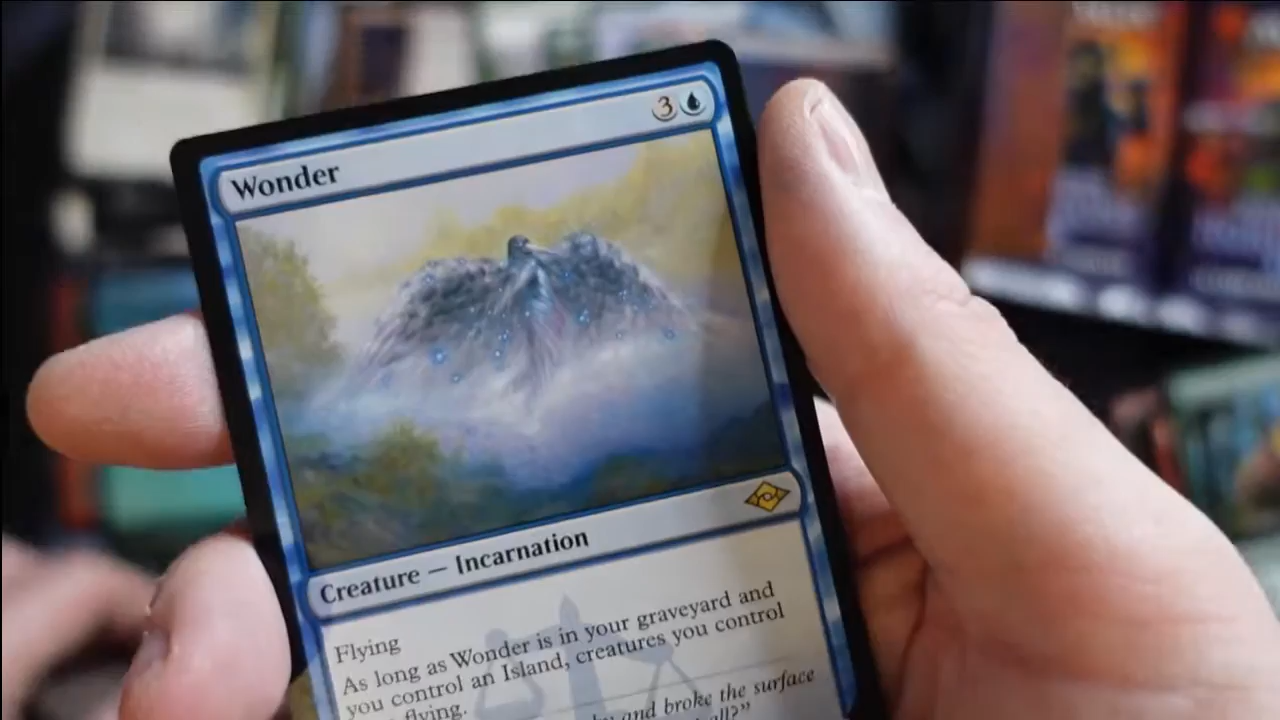 Wonder
3
Creature — Incarnation
Flying
As long as Wonder is in your graveyard and
you control an Island, creatures you control
flying.
and broke the surface